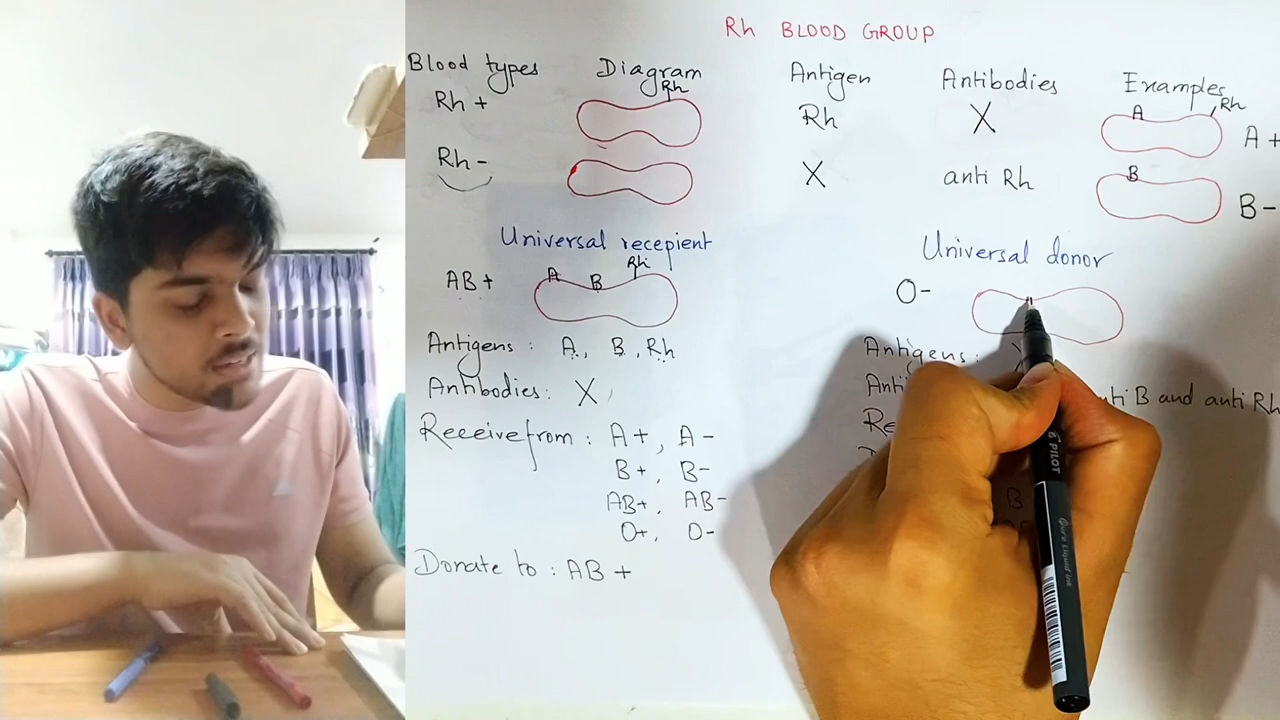 Rh BLOOD GROUP
Blood types Diagram Antigen Antibodies Examples
Rh + Rh Rh X A Rh A +
Rh - X anti Rh B B -
Universal recepient
AB + A B Rh
Antigens : A, B, Rh
Antibodies : X
Receive from : A+, A-
B+, B-
AB+, AB-
O+, O-
Donate to : AB +
Universal donor
O-
Antigens :
B and anti Rh
B
PILOT